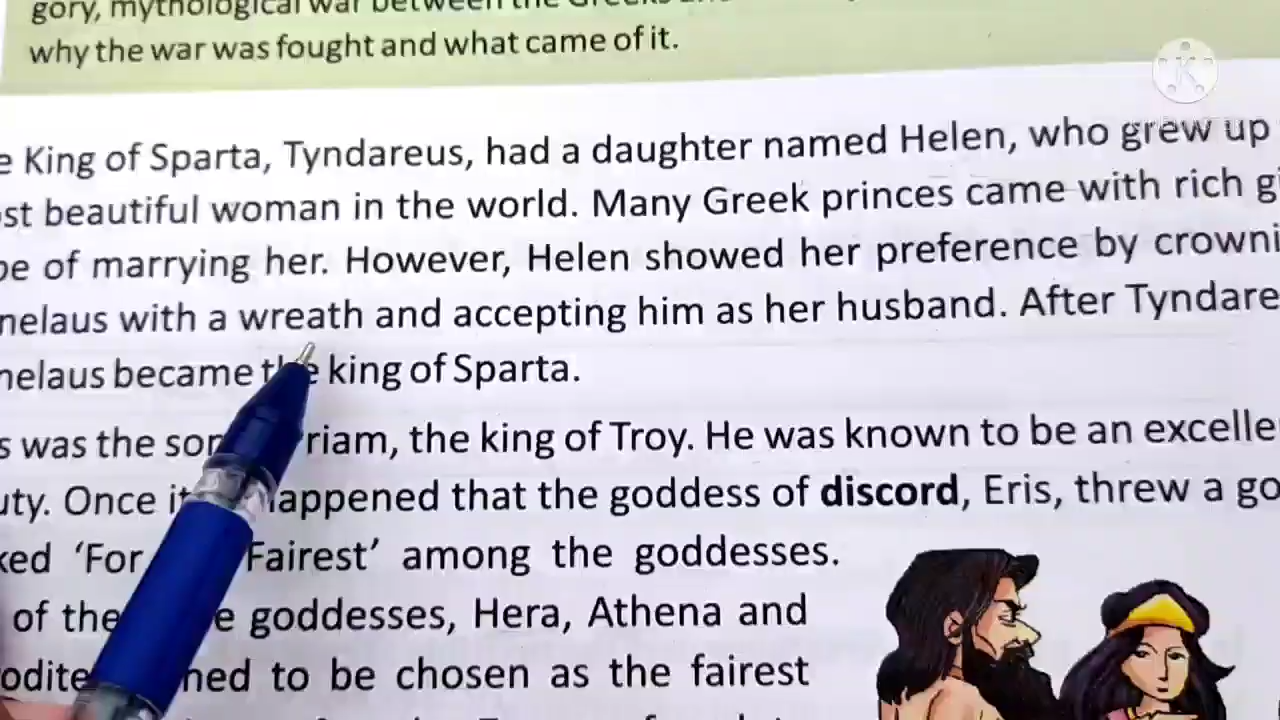 gory, mythological war between the Greeks
why the war was fought and what came of it.
e King of Sparta, Tyndareus, had a daughter named Helen, who grew up
st beautiful woman in the world. Many Greek princes came with rich gi
pe of marrying her. However, Helen showed her preference by crowni
nelaus with a wreath and accepting him as her husband. After Tyndare
nelaus became the king of Sparta.
s was the son riam, the king of Troy. He was known to be an excelle
uty. Once it happened that the goddess of discord, Eris, threw a go
ked ‘For Fairest’ among the goddesses.
of the goddesses, Hera, Athena and
odite ned to be chosen as the fairest